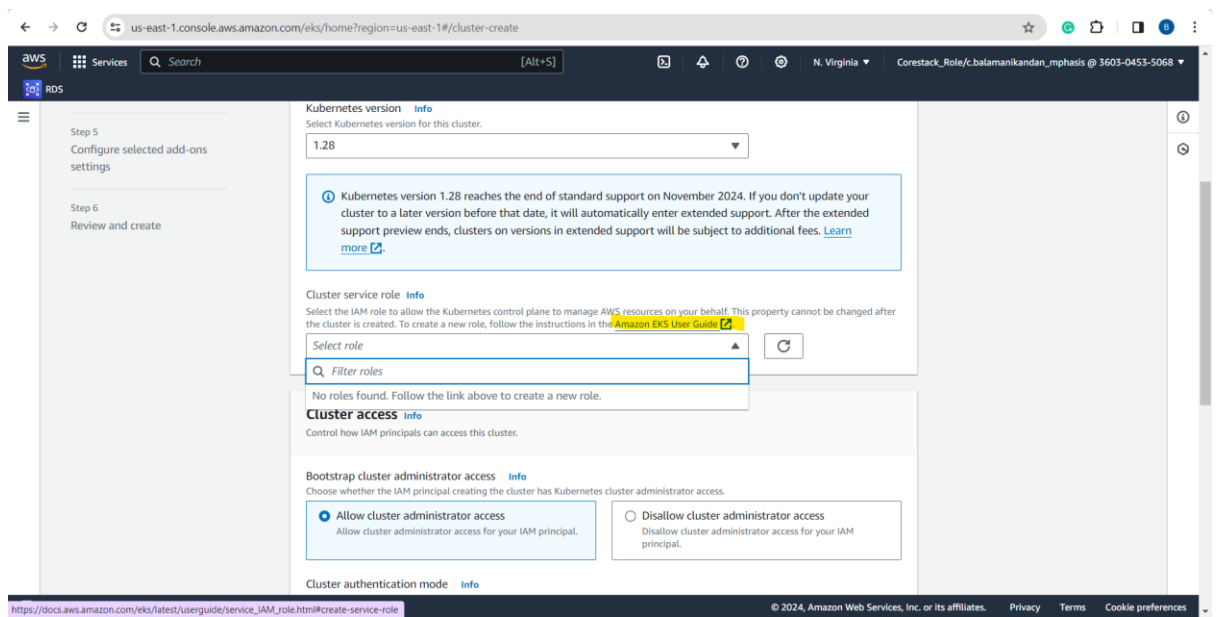 us-east-1.console.aws.amazon.com/eks/home?region=us-east-1#/cluster-create
B
aws
Services
Search
[Alt+S]
N. Virginia ▼
Corestack_Role/c.balamanikandan_mphasis @ 3603-0453-5068 ▼
RDS
Step 5
Configure selected add-ons
settings
Step 6
Review and create
Kubernetes version Info
Select Kubernetes version for this cluster.
1.28
Kubernetes version 1.28 reaches the end of standard support on November 2024. If you don't update your
cluster to a later version before that date, it will automatically enter extended support. After the extended
support preview ends, clusters on versions in extended support will be subject to additional fees. Learn
more.
Cluster service role Info
Select the IAM role to allow the Kubernetes control plane to manage AWS resources on your behalf. This property cannot be changed after
the cluster is created. To create a new role, follow the instructions in the Amazon EKS User Guide.
Select role
Filter roles
No roles found. Follow the link above to create a new role.
Cluster access Info
Control how IAM principals can access this cluster.
Bootstrap cluster administrator access Info
Choose whether the IAM principal creating the cluster has Kubernetes cluster administrator access.
Allow cluster administrator access
Allow cluster administrator access for your IAM principal.
Disallow cluster administrator access
Disallow cluster administrator access for your IAM
principal.
Cluster authentication mode Info
https://docs.aws.amazon.com/eks/latest/userguide/service_IAM_role.html#create-service-role
© 2024, Amazon Web Services, Inc. or its affiliates. Privacy Terms Cookie preferences